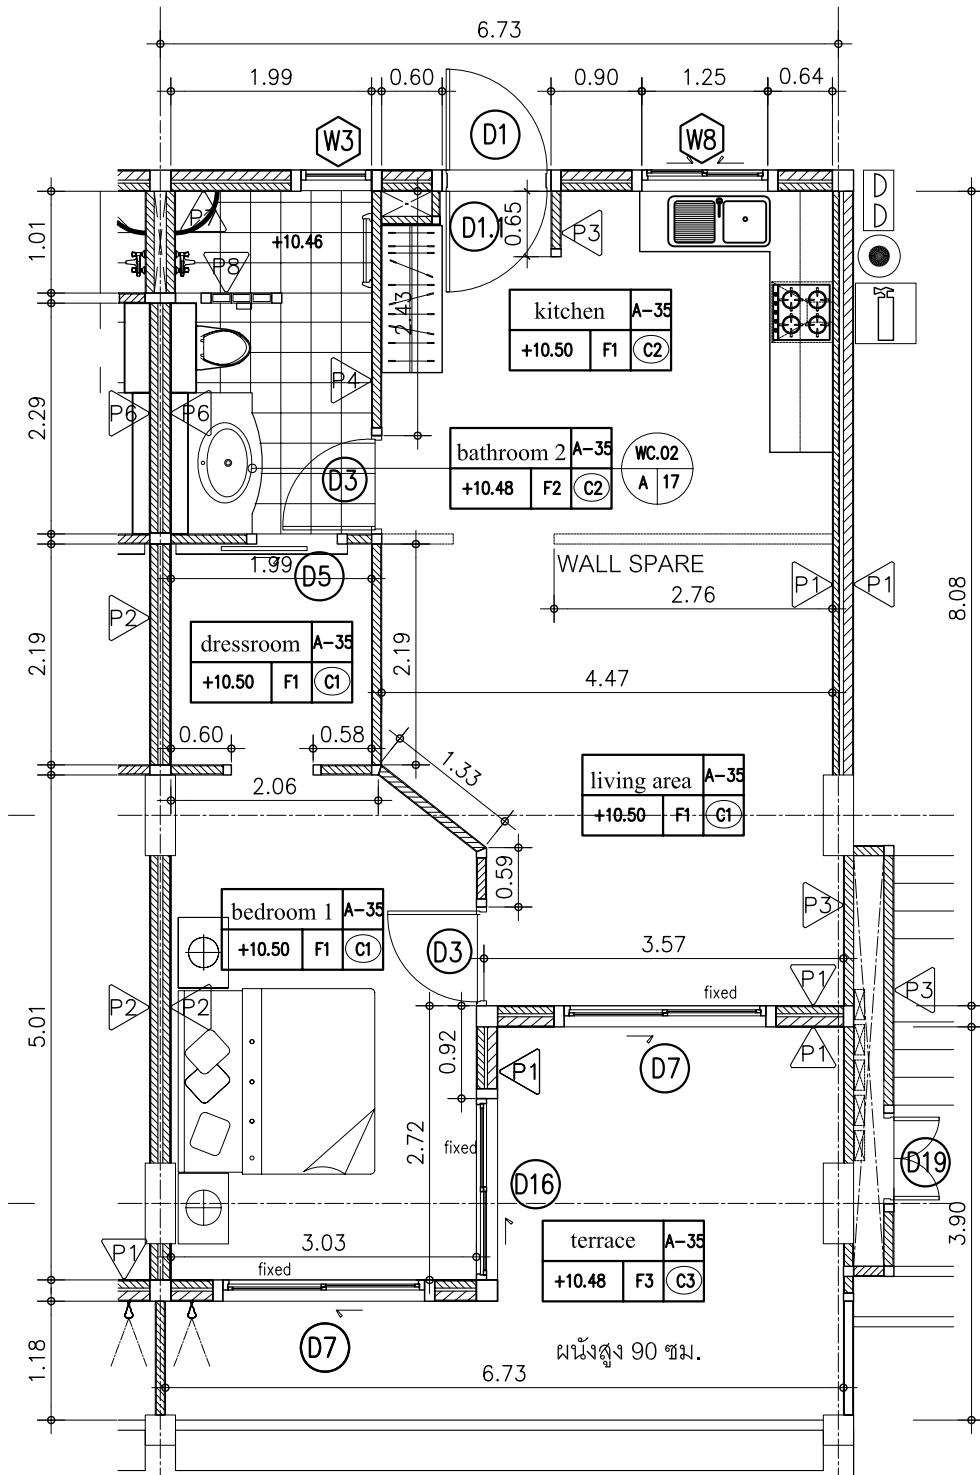 6.73
1.99
0.60
0.90
1.25
0.64
W3
D1
W8
P7
+10.46
D1.1
0.65
P3
1.01
P8
2.43
kitchen A-35
+10.50 F1 C2
P4
P6
P6
2.29
bathroom 2 A-35
+10.48 F2 C2
WC.02
A 17
D3
WALL SPARE
1.99
D5
P1
P1
2.76
8.08
P2
dressroom A-35
+10.50 F1 C1
2.19
2.19
4.47
0.60
0.58
1.33
2.06
living area A-35
+10.50 F1 C1
0.59
bedroom 1 A-35
+10.50 F1 C1
P3
D3
3.57
P2
P2
fixed
P1
P3
5.01
0.92
P1
D7
P1
2.72
fixed
D16
D19
3.90
P1
3.03
fixed
terrace A-35
+10.48 F3 C3
D7
1.18
ผนังสูง 90 ซม.
6.73